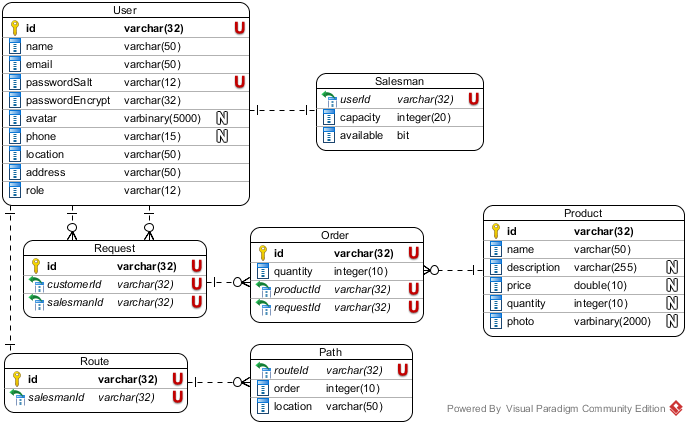 User
id varchar(32) U
name varchar(50)
email varchar(50)
passwordSalt varchar(12) U
passwordEncrypt varchar(32)
avatar varbinary(5000) N
phone varchar(15) N
location varchar(50)
address varchar(50)
role varchar(12)
Salesman
userId varchar(32) U
capacity integer(20)
available bit
Request
id varchar(32) U
customerId varchar(32) U
salesmanId varchar(32) U
Order
id varchar(32) U
quantity integer(10)
productId varchar(32) U
requestId varchar(32) U
Product
id varchar(32)
name varchar(50)
description varchar(255) N
price double(10) N
quantity integer(10) N
photo varbinary(2000) N
Route
id varchar(32) U
salesmanId varchar(32) U
Path
routeId varchar(32) U
order integer(10)
location varchar(50)
Powered By Visual Paradigm Community Edition